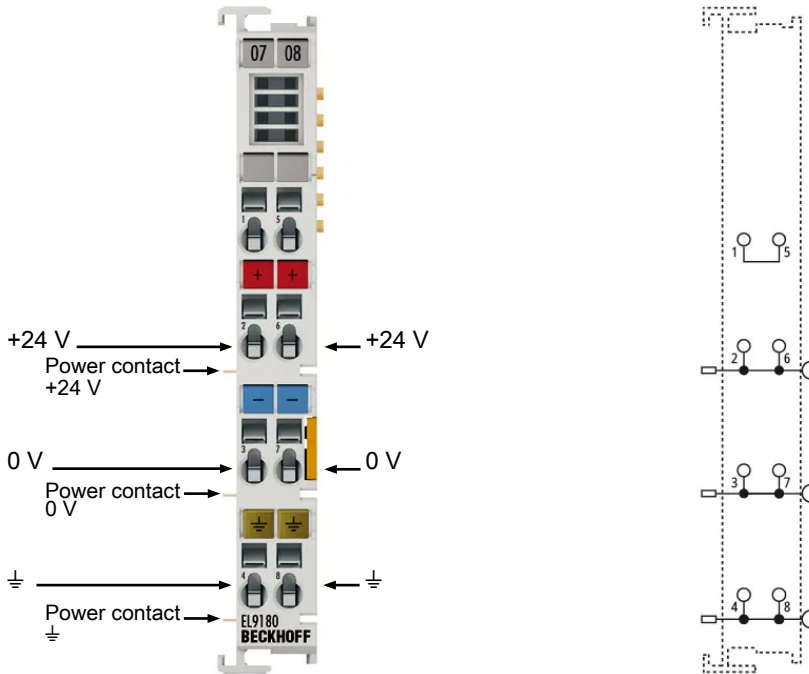 07 08
1 5
+ +
2 6
+24 V
+24 V
Power contact
+24 V
− −
3 7
0 V
0 V
Power contact
0 V
4 8
Power contact
EL9180
BECKHOFF
1 5
2 6
3 7
4 8